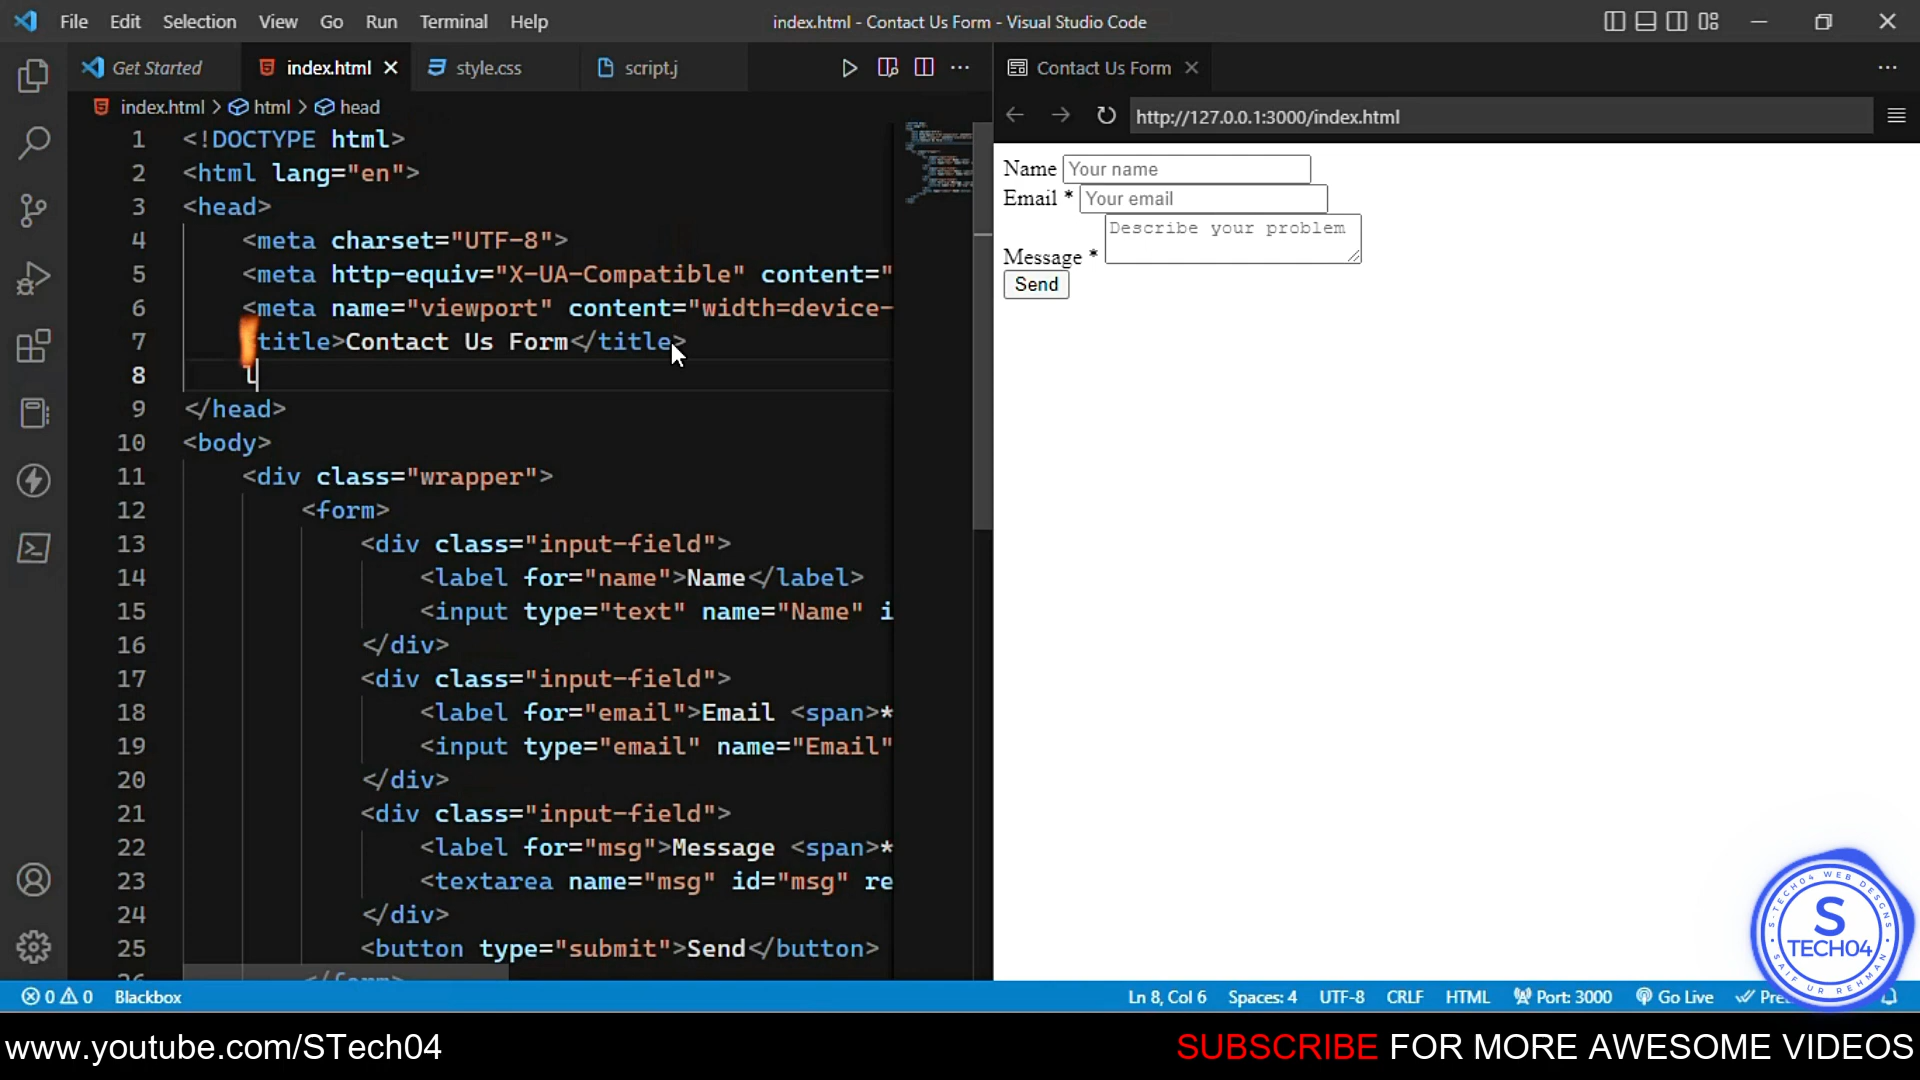 File Edit Selection View Go Run Terminal Help
index.html - Contact Us Form - Visual Studio Code
Get Started index.html style.css script.j
Contact Us Form
index.html > html > head
http://127.0.0.1:3000/index.html
1 <!DOCTYPE html>
2 <html lang="en">
3 <head>
4 <meta charset="UTF-8">
5 <meta http-equiv="X-UA-Compatible" content="
6 <meta name="viewport" content="width=device-
7 title>Contact Us Form</title>
8 l
9 </head>
10 <body>
11 <div class="wrapper">
12 <form>
13 <div class="input-field">
14 <label for="name">Name</label>
15 <input type="text" name="Name" i
16 </div>
17 <div class="input-field">
18 <label for="email">Email <span>*
19 <input type="email" name="Email"
20 </div>
21 <div class="input-field">
22 <label for="msg">Message <span>*
23 <textarea name="msg" id="msg" re
24 </div>
25 <button type="submit">Send</button>
Name Your name
Email * Your email
Describe your problem
Message *
Send
S-TECH04 WEB DESGNS
S
TECH04
SAIF UR REHMAN
0 0 Blackbox
Ln 8, Col 6 Spaces: 4 UTF-8 CRLF HTML Port: 3000 Go Live
www.youtube.com/STech04
SUBSCRIBE FOR MORE AWESOME VIDEOS